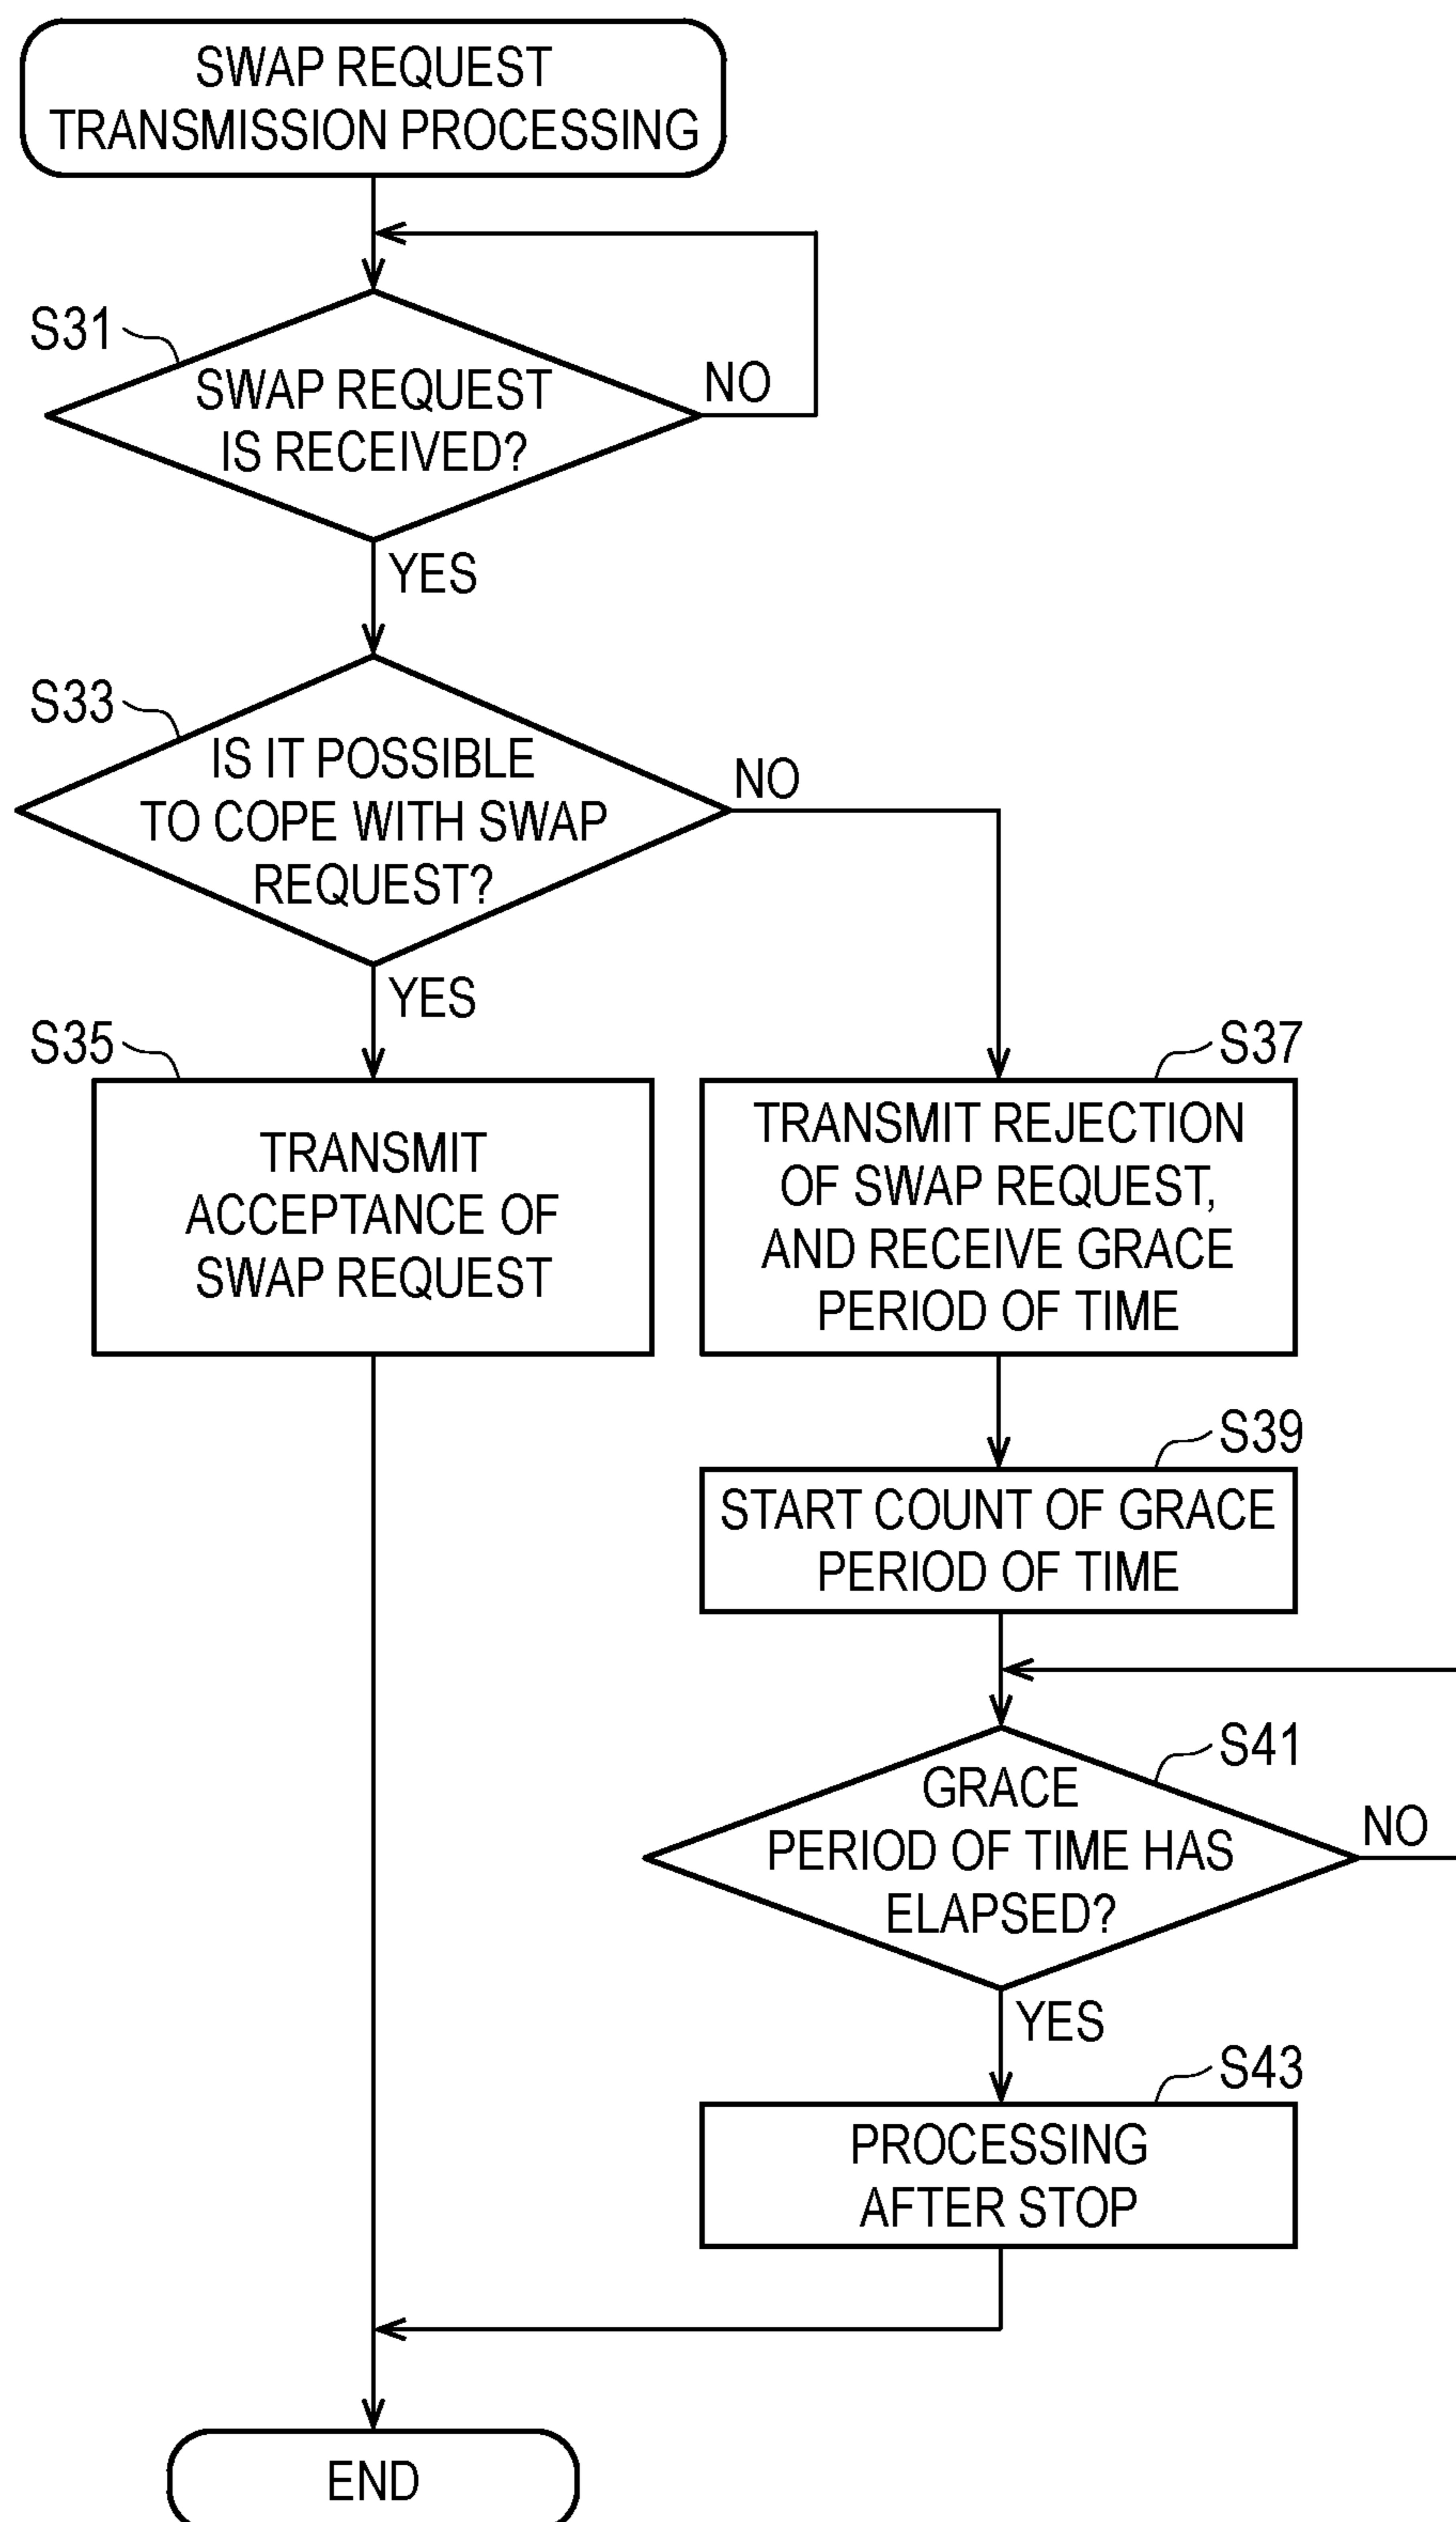 SWAP REQUEST
TRANSMISSION PROCESSING
S31
SWAP REQUEST
IS RECEIVED?
NO
YES
S33
IS IT POSSIBLE
TO COPE WITH SWAP
REQUEST?
NO
YES
S35
TRANSMIT
ACCEPTANCE OF
SWAP REQUEST
S37
TRANSMIT REJECTION
OF SWAP REQUEST,
AND RECEIVE GRACE
PERIOD OF TIME
S39
START COUNT OF GRACE
PERIOD OF TIME
S41
GRACE
PERIOD OF TIME HAS
ELAPSED?
NO
YES
S43
PROCESSING
AFTER STOP
END